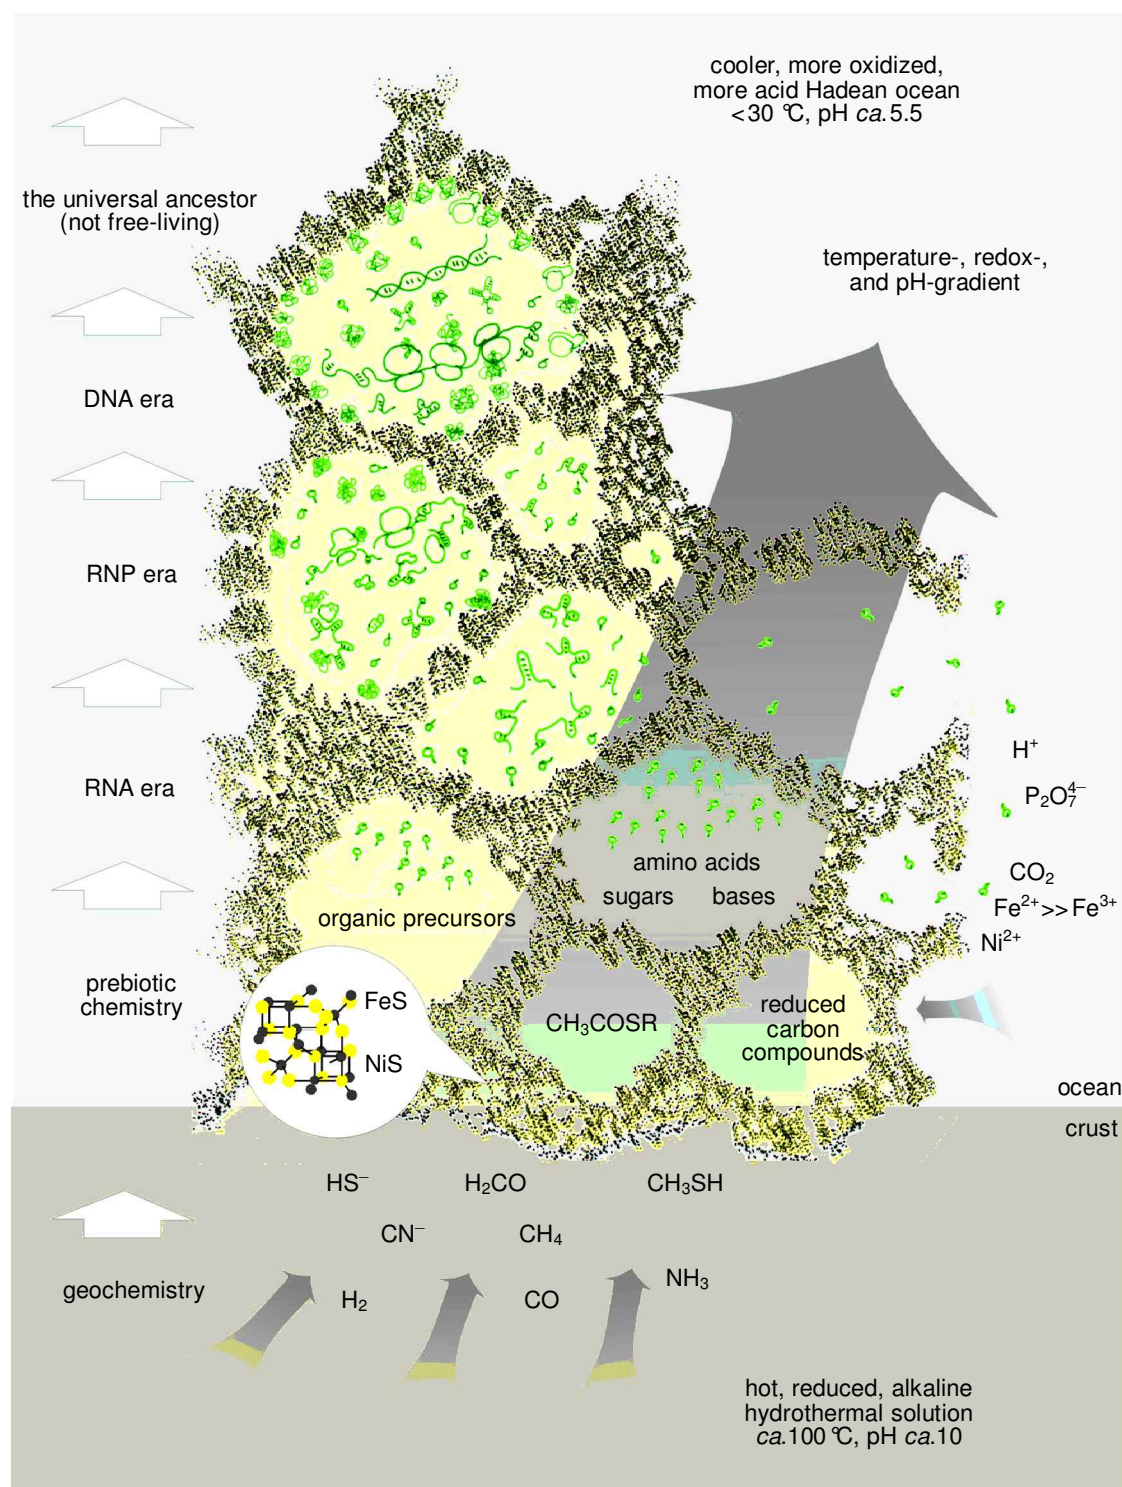 cooler, more oxidized,
more acid Hadean ocean
<30 °C, pH ca.5.5
the universal ancestor
(not free-living)
temperature-, redox-,
and pH-gradient
DNA era
RNP era
RNA era
H⁺
P₂O₇⁴⁻
amino acids
sugars bases
CO₂
Fe²⁺>>Fe³⁺
Ni²⁺
organic precursors
prebiotic
chemistry
FeS
NiS
CH₃COSR
reduced
carbon
compounds
ocean
crust
HS⁻ H₂CO CH₃SH
CN⁻ CH₄
geochemistry
H₂ CO NH₃
hot, reduced, alkaline
hydrothermal solution
ca.100 °C, pH ca.10